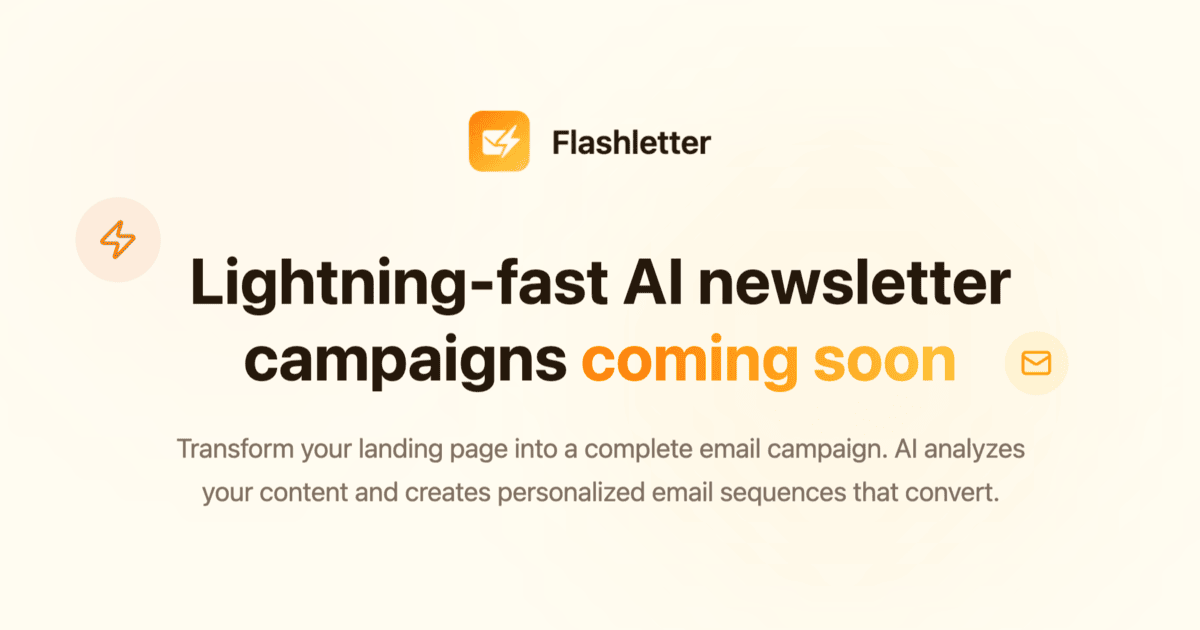 Flashletter
Lightning-fast AI newsletter
campaigns coming soon
Transform your landing page into a complete email campaign. AI analyzes
your content and creates personalized email sequences that convert.